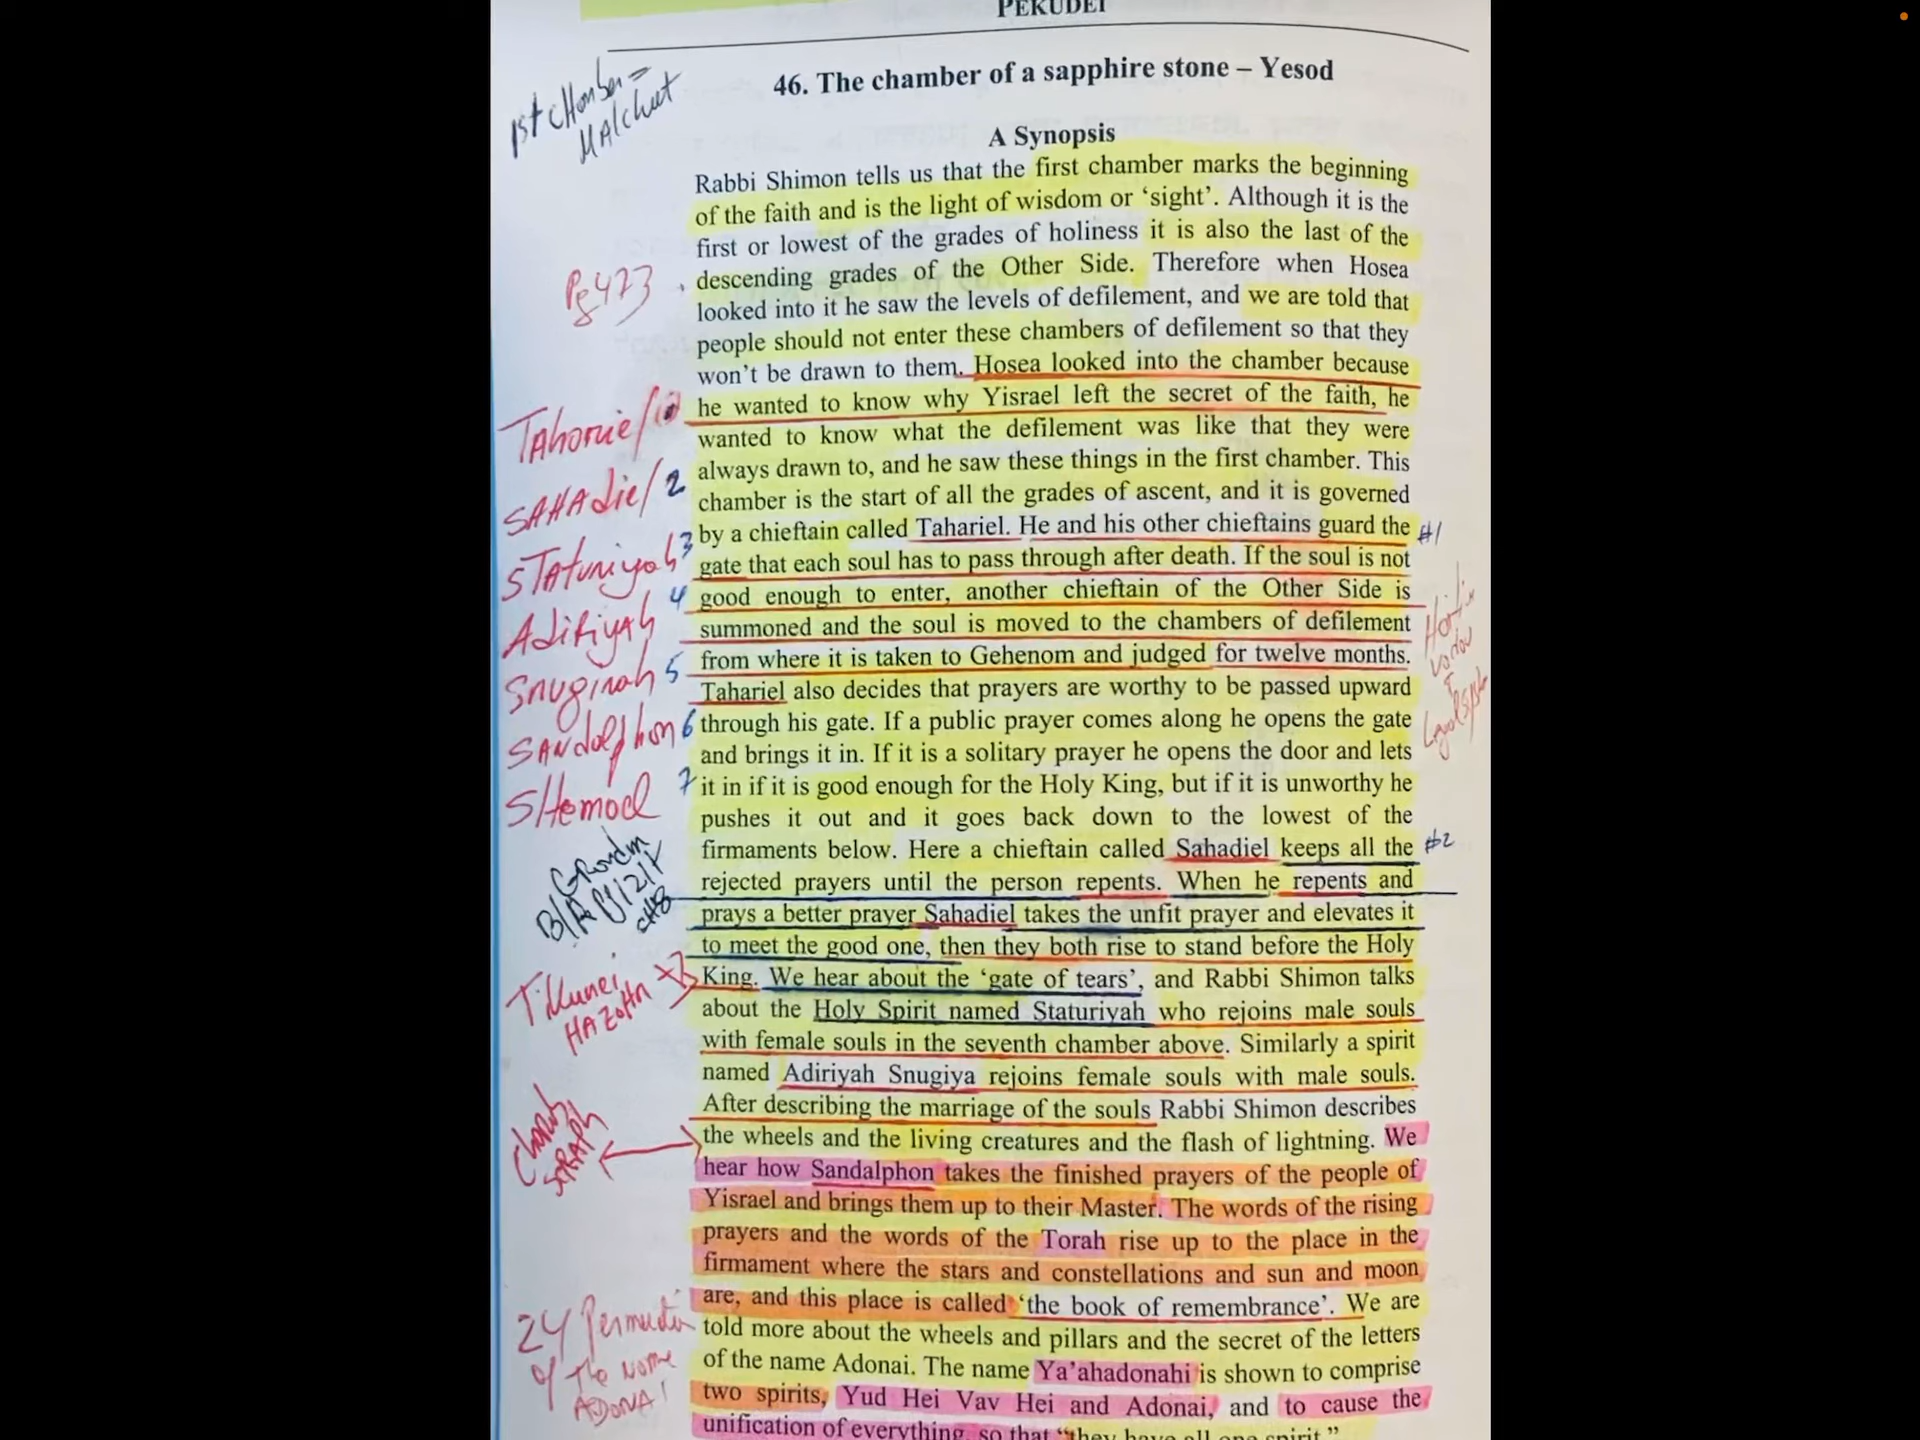 PEKUDEI
46. The chamber of a sapphire stone – Yesod
A Synopsis
Rabbi Shimon tells us that the first chamber marks the beginning
of the faith and is the light of wisdom or ‘sight’. Although it is the
first or lowest of the grades of holiness it is also the last of the
descending grades of the Other Side. Therefore when Hosea
looked into it he saw the levels of defilement, and we are told that
people should not enter these chambers of defilement so that they
won’t be drawn to them. Hosea looked into the chamber because
he wanted to know why Yisrael left the secret of the faith, he
wanted to know what the defilement was like that they were
always drawn to, and he saw these things in the first chamber. This
chamber is the start of all the grades of ascent, and it is governed
by a chieftain called Tahariel. He and his other chieftains guard the
gate that each soul has to pass through after death. If the soul is not
good enough to enter, another chieftain of the Other Side is
summoned and the soul is moved to the chambers of defilement
from where it is taken to Gehenom and judged for twelve months.
Tahariel also decides that prayers are worthy to be passed upward
through his gate. If a public prayer comes along he opens the gate
and brings it in. If it is a solitary prayer he opens the door and lets
it in if it is good enough for the Holy King, but if it is unworthy he
pushes it out and it goes back down to the lowest of the
firmaments below. Here a chieftain called Sahadiel keeps all the
rejected prayers until the person repents. When he repents and
prays a better prayer Sahadiel takes the unfit prayer and elevates it
to meet the good one, then they both rise to stand before the Holy
King. We hear about the ‘gate of tears’, and Rabbi Shimon talks
about the Holy Spirit named Staturiyah who rejoins male souls
with female souls in the seventh chamber above. Similarly a spirit
named Adiriyah Snugiya rejoins female souls with male souls.
After describing the marriage of the souls Rabbi Shimon describes
the wheels and the living creatures and the flash of lightning. We
hear how Sandalphon takes the finished prayers of the people of
Yisrael and brings them up to their Master. The words of the rising
prayers and the words of the Torah rise up to the place in the
firmament where the stars and constellations and sun and moon
are, and this place is called ‘the book of remembrance’. We are
told more about the wheels and pillars and the secret of the letters
of the name Adonai. The name Ya’ahadonahi is shown to comprise
two spirits, Yud Hei Vav Hei and Adonai, and to cause the
unification of everything, so that “they have all one spirit.”
1st CHamber =
MAlchut
Pg 473
SAHAdiel 2
3
AdiRiyAh 4
5
SANdolphon 6
7
Tikunei
HAZOHAR
of The Name
ADONAI
#1
#2